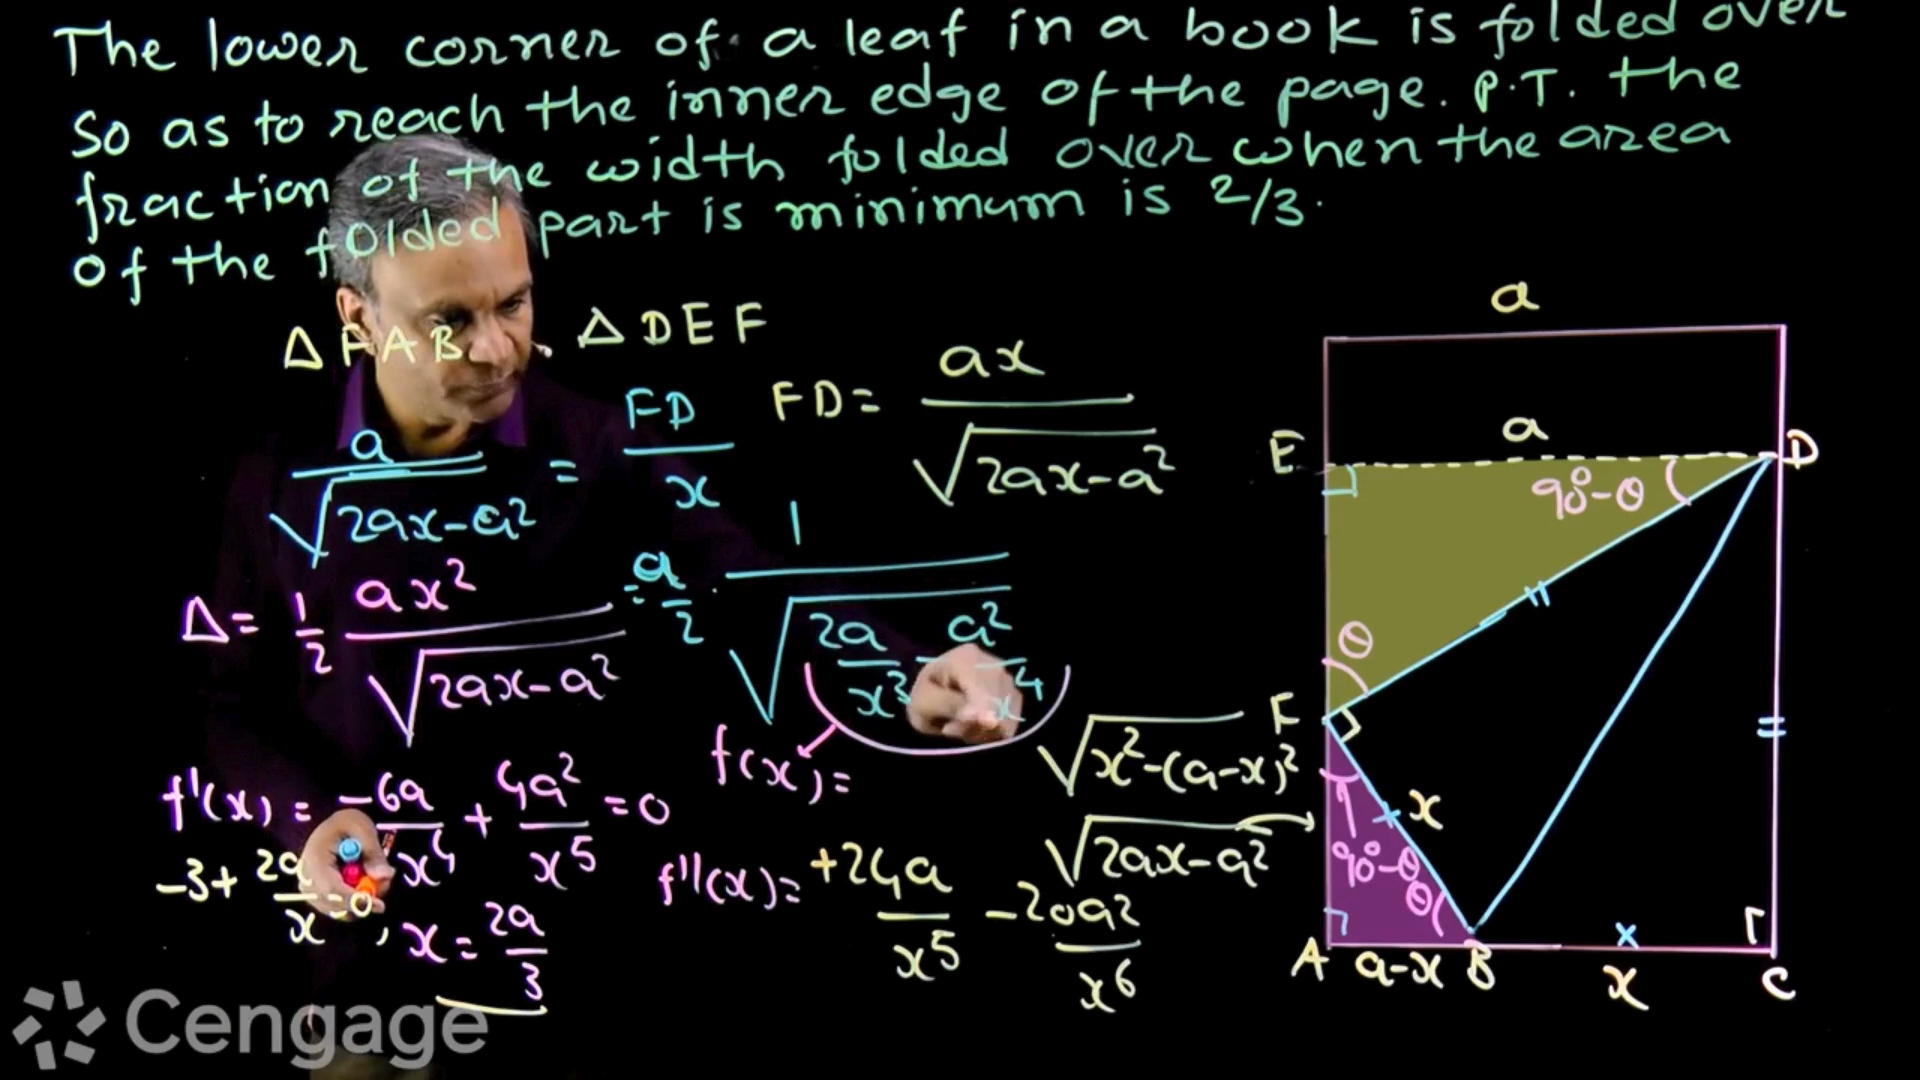 The lower corner of a leaf in a book is folded over
so as to reach the inner edge of the page. P.T. the
fraction of the width folded over when the area
of the folded part is minimum is 2/3.
Δ FAB, Δ DEF
a/√(2ax-a²) = FD/x
FD = ax/√(2ax-a²)
Δ = 1/2 ax²/√(2ax-a²) = a/2 · 1/√(2a/x³ - a²/x⁴)
f(x) =
f'(x) = -6a/x⁴ + 4a²/x⁵ = 0
-3 + 2a/x = 0, x = 2a/3
f''(x) = +24a/x⁵ - 20a²/x⁶
√(x²-(a-x)²)
√(2ax-a²)
a
E a D
90°-θ
θ
F
x
90°-θ
θ
A a-x B x C
Cengage